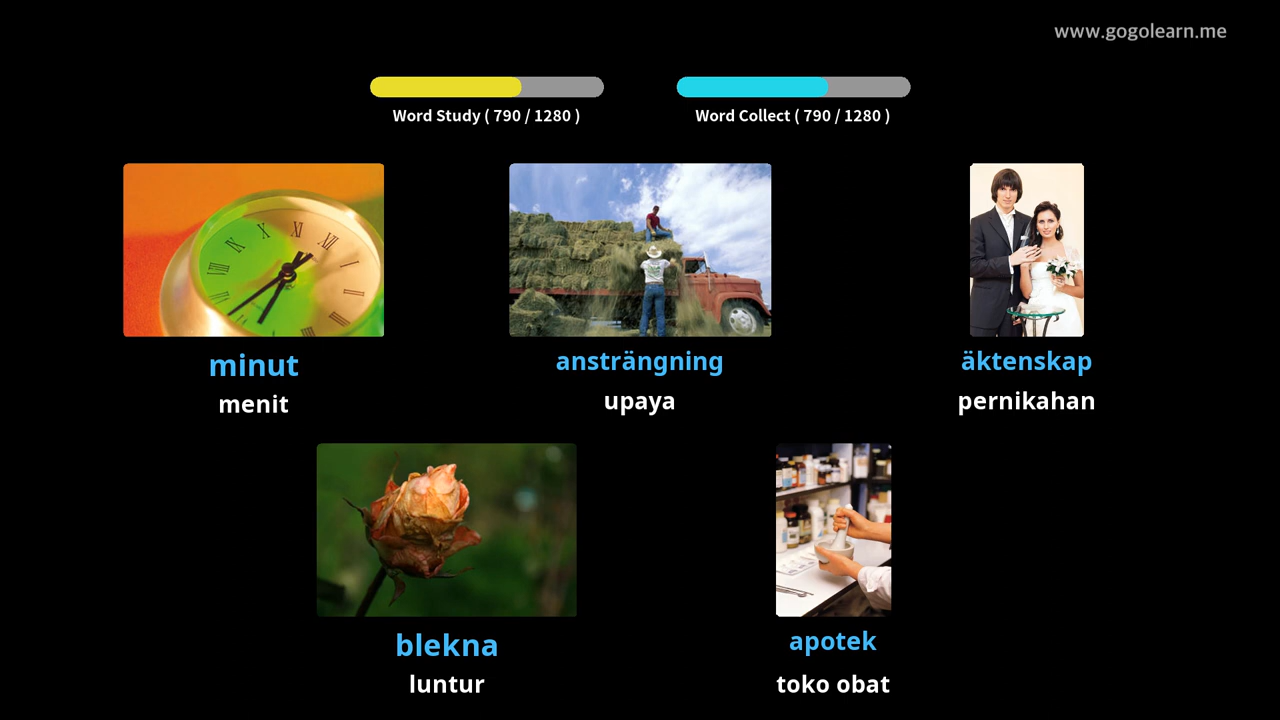 www.gogolearn.me
Word Study ( 790 / 1280 )
Word Collect ( 790 / 1280 )
minut
menit
ansträngning
upaya
äktenskap
pernikahan
blekna
luntur
apotek
toko obat